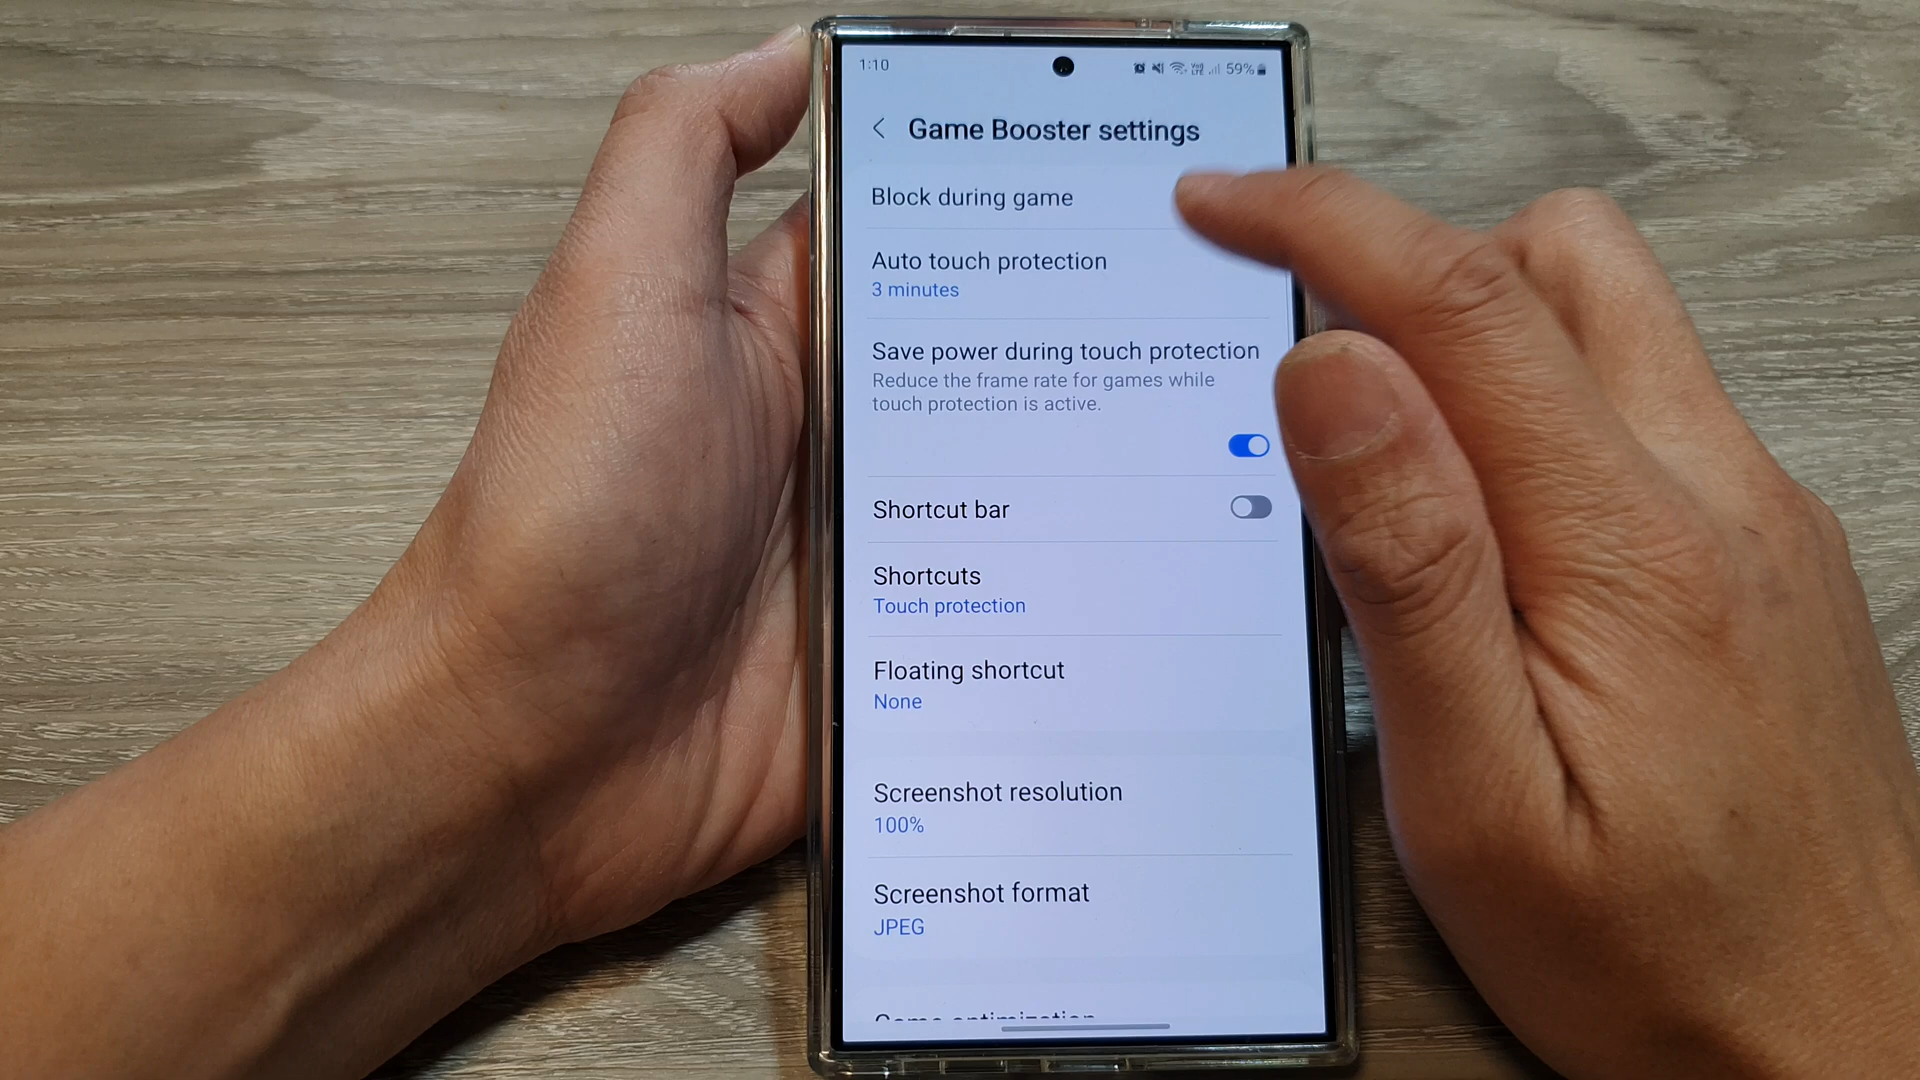 1:10
59%
Game Booster settings
Block during game
Auto touch protection
3 minutes
Save power during touch protection
Reduce the frame rate for games while
touch protection is active.
Shortcut bar
Shortcuts
Touch protection
Floating shortcut
None
Screenshot resolution
100%
Screenshot format
JPEG